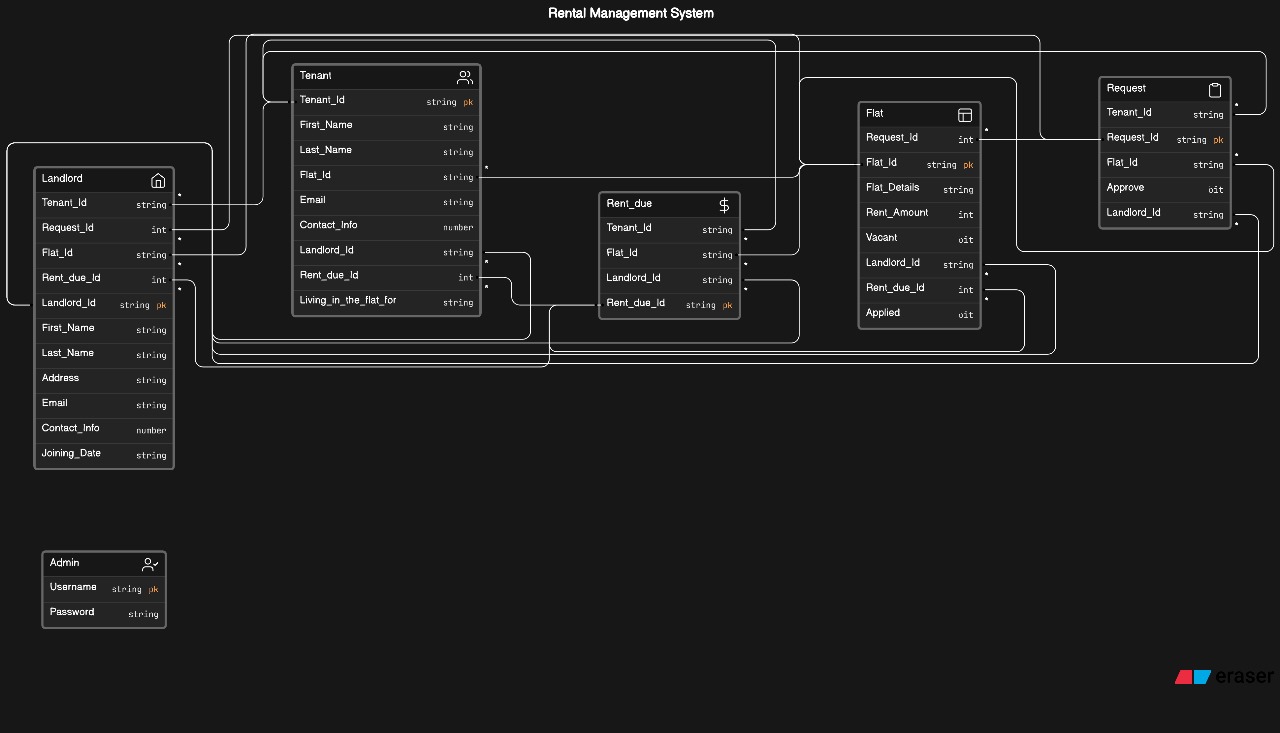 Rental Management System
Tenant
Tenant_Id string pk
First_Name string
Last_Name string
Flat_Id string
Email string
Contact_Info number
Landlord_Id string
Rent_due_Id int
Living_in_the_flat_for string
Request
Tenant_Id string
Request_Id string pk
Flat_Id string
Approve oit
Landlord_Id string
Flat
Request_Id int
Flat_Id string pk
Flat_Details string
Rent_Amount int
Vacant oit
Landlord_Id string
Rent_due_Id int
Applied oit
Landlord
Tenant_Id string
Request_Id int
Flat_Id string
Rent_due_Id int
Landlord_Id string pk
First_Name string
Last_Name string
Address string
Email string
Contact_Info number
Joining_Date string
Rent_due $
Tenant_Id string
Flat_Id string
Landlord_Id string
Rent_due_Id string pk
Admin
Username string pk
Password string
eraser